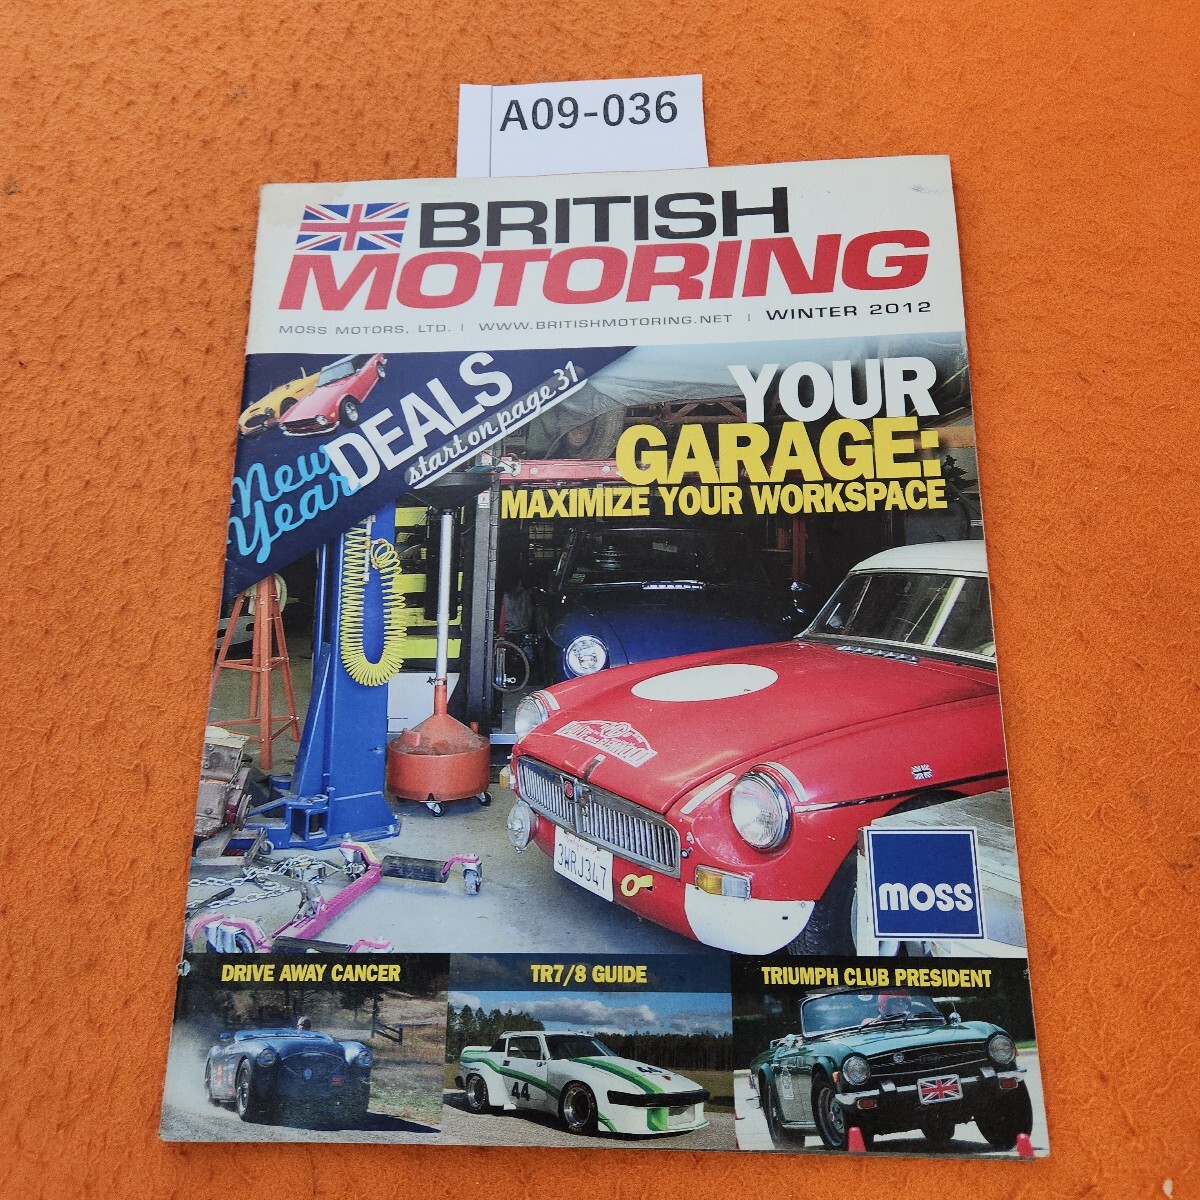 A09-036
BRITISH
MOTORING
MOSS MOTORS, LTD. | WWW.BRITISHMOTORING.NET | WINTER 2012
New Year DEALS
start on page 31
YOUR
GARAGE:
MAXIMIZE YOUR WORKSPACE
3WRJ347
moss
DRIVE AWAY CANCER
TR7/8 GUIDE
TRIUMPH CLUB PRESIDENT
44
44